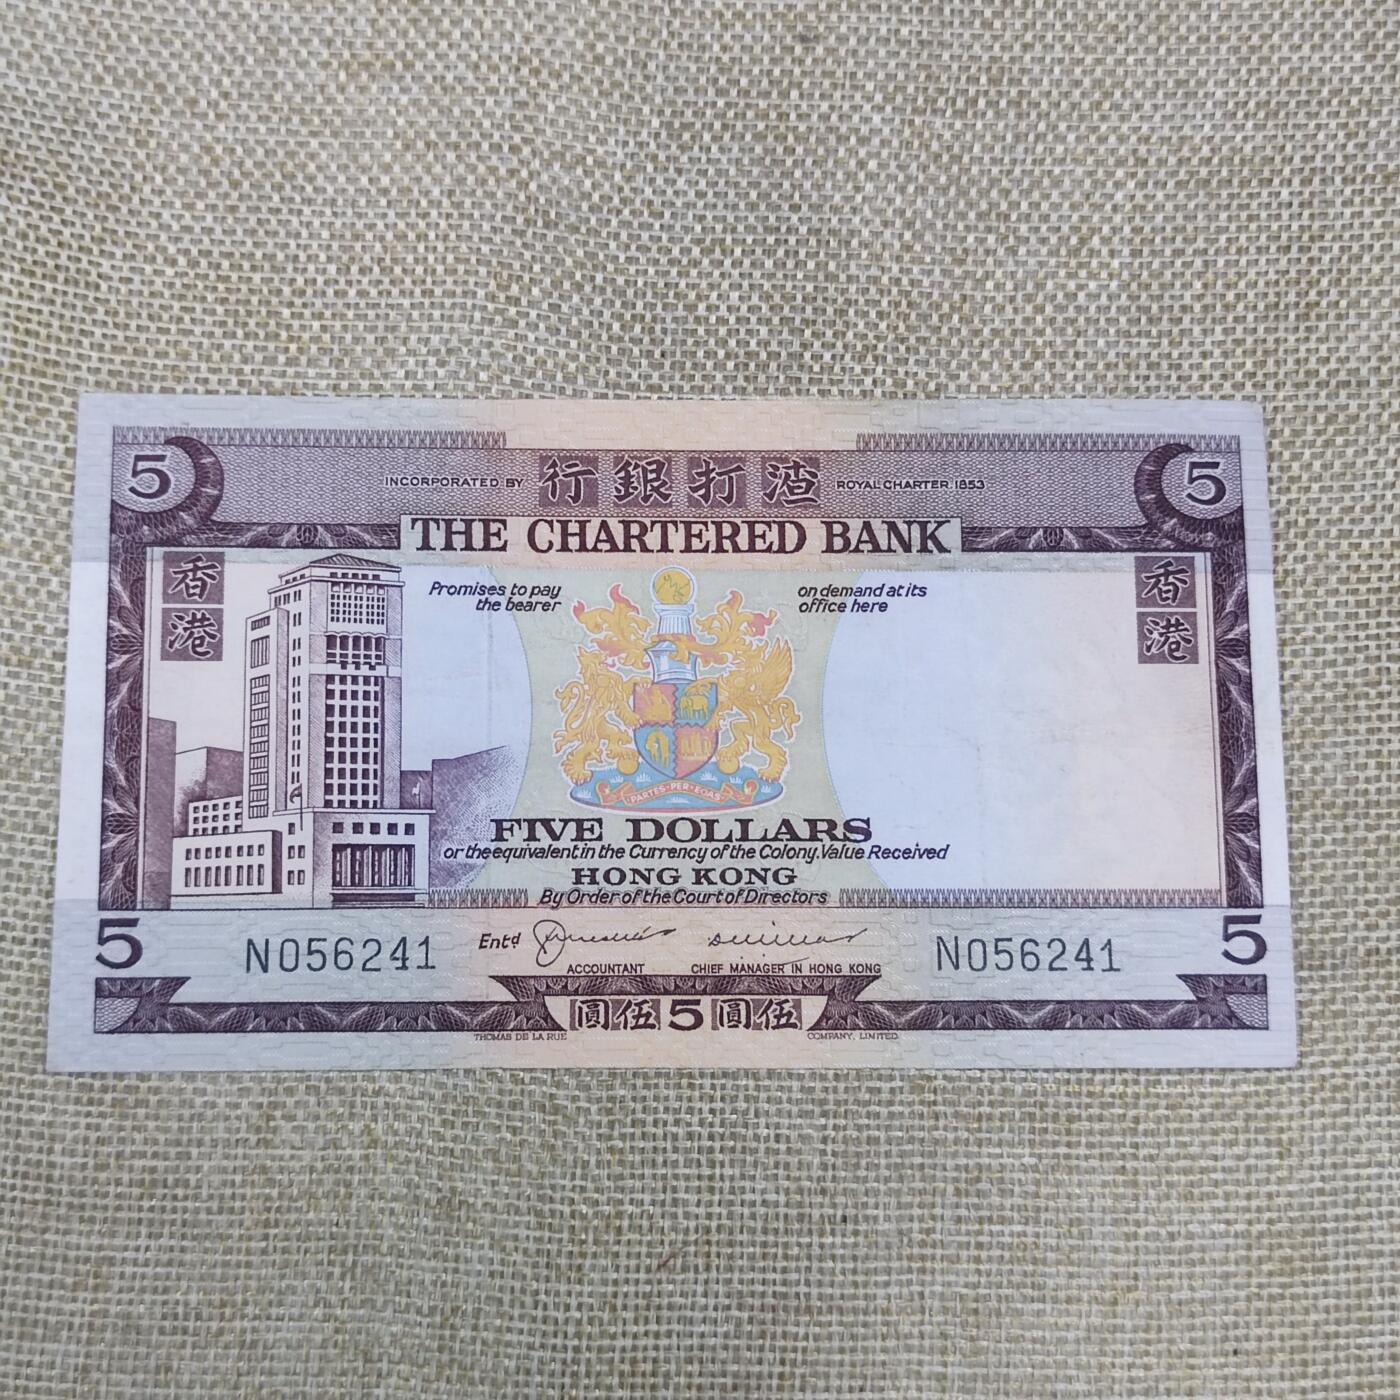 INCORPORATED BY 行銀打渣 ROYAL CHARTER 1853
5 5
THE CHARTERED BANK
香港 香港
Promises to pay the bearer
on demand at its office here
PARTES·PER·EQAS
FIVE DOLLARS
or the equivalent in the Currency of the Colony. Value Received
HONG KONG
By Order of the Court of Directors
5 5
N056241 Entd N056241
ACCOUNTANT CHIEF MANAGER IN HONG KONG
圓伍5圓伍
THOMAS DE LA RUE COMPANY, LIMITED